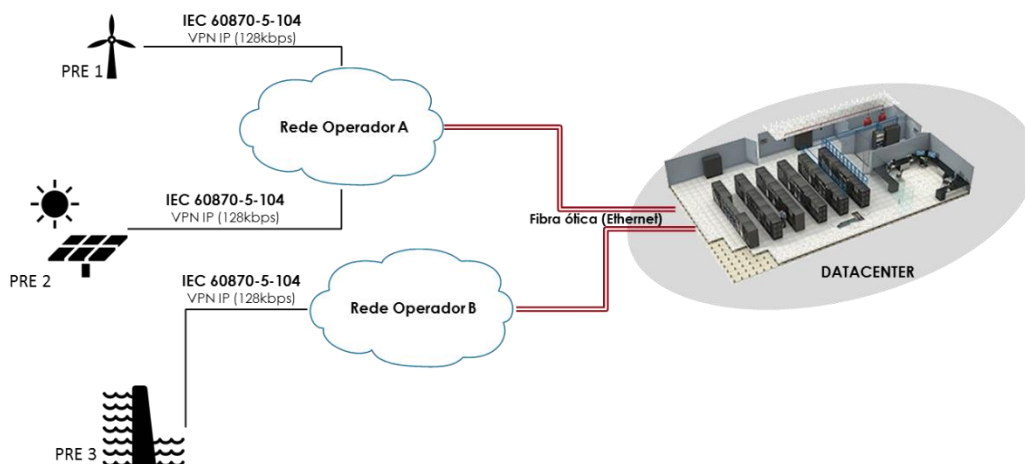 IEC 60870-5-104
VPN IP (128kbps)
PRE 1
Rede Operador A
IEC 60870-5-104
VPN IP (128kbps)
PRE 2
Fibra ótica (Ethernet)
DATACENTER
IEC 60870-5-104
VPN IP (128kbps)
Rede Operador B
PRE 3